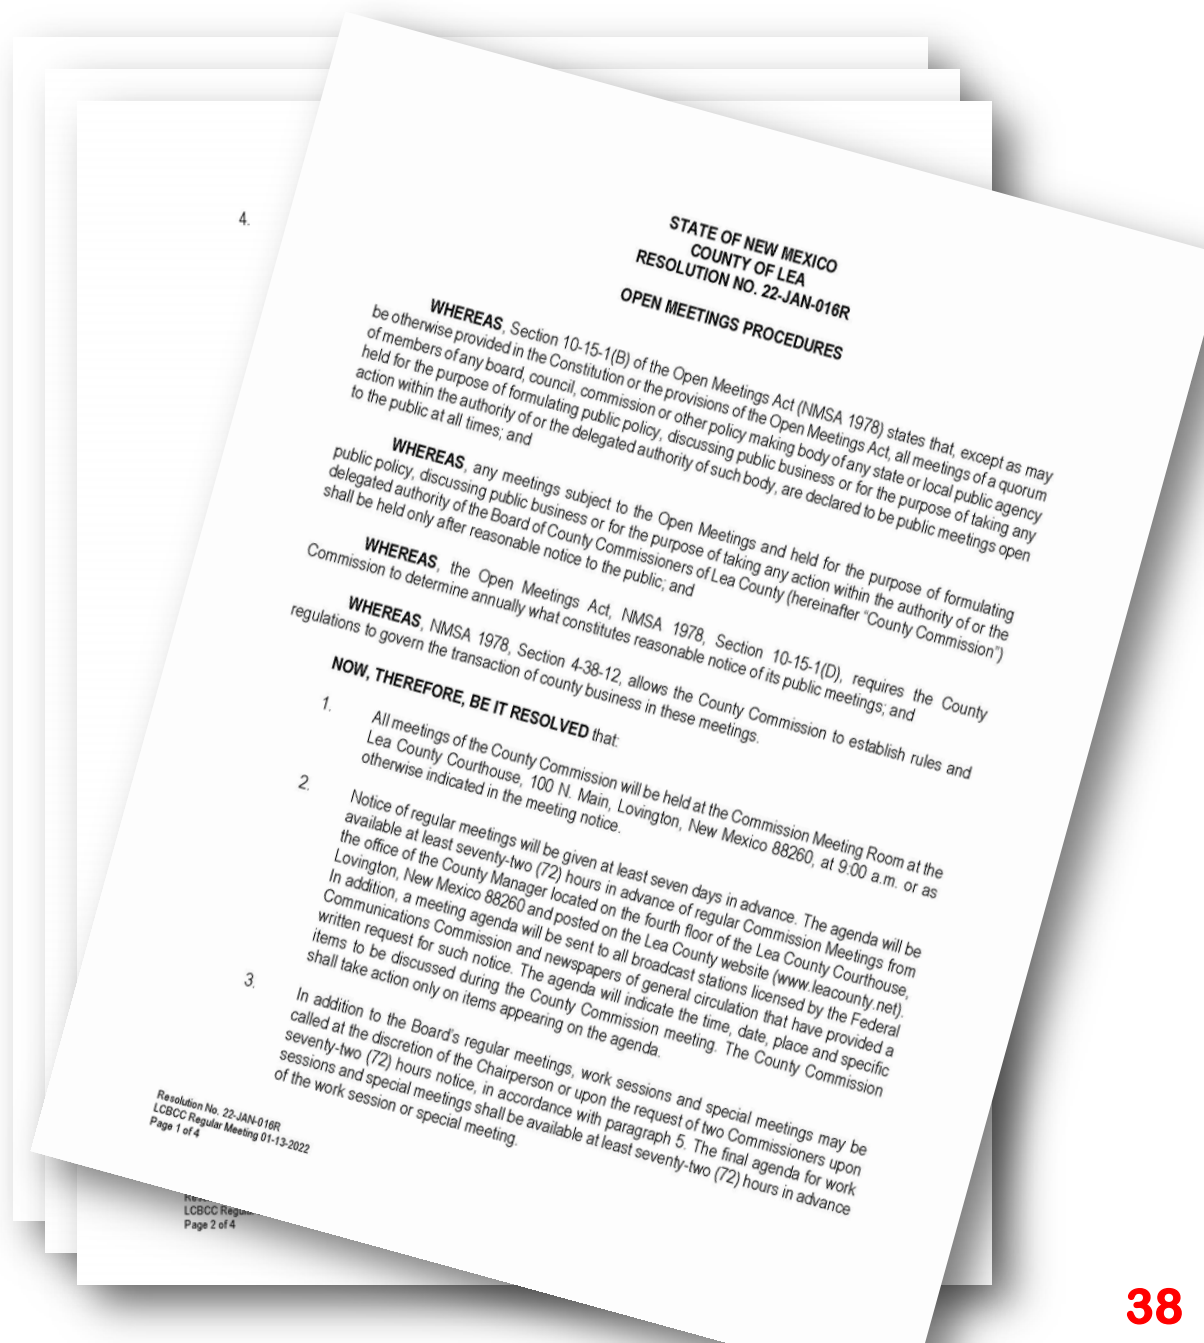 STATE OF NEW MEXICO
COUNTY OF LEA
RESOLUTION NO. 22-JAN-016R
OPEN MEETINGS PROCEDURES
WHEREAS, Section 10-15-1(B) of the Open Meetings Act (NMSA 1978) states that, except as may
be otherwise provided in the Constitution or the provisions of the Open Meetings Act, all meetings of a quorum
of members of any board, council, commission or other policy making body of any state or local public agency
held for the purpose of formulating public policy, discussing public business or for the purpose of taking any
action within the authority of or the delegated authority of such body, are declared to be public meetings open
to the public at all times; and
WHEREAS, any meetings subject to the Open Meetings and held for the purpose of formulating
public policy, discussing public business or for the purpose of taking any action within the authority of or the
delegated authority of the Board of County Commissioners of Lea County (hereinafter “County Commission”)
shall be held only after reasonable notice to the public; and
WHEREAS, the Open Meetings Act, NMSA 1978, Section 10-15-1(D), requires the County
Commission to determine annually what constitutes reasonable notice of its public meetings; and
WHEREAS, NMSA 1978, Section 4-38-12, allows the County Commission to establish rules and
regulations to govern the transaction of county business in these meetings.
NOW, THEREFORE, BE IT RESOLVED that:
1. All meetings of the County Commission will be held at the Commission Meeting Room at the
Lea County Courthouse, 100 N. Main, Lovington, New Mexico 88260, at 9:00 a.m. or as
otherwise indicated in the meeting notice.
2. Notice of regular meetings will be given at least seven days in advance. The agenda will be
available at least seventy-two (72) hours in advance of regular Commission Meetings from
the office of the County Manager located on the fourth floor of the Lea County Courthouse,
Lovington, New Mexico 88260 and posted on the Lea County website (www.leacounty.net).
In addition, a meeting agenda will be sent to all broadcast stations licensed by the Federal
Communications Commission and newspapers of general circulation that have provided a
written request for such notice. The agenda will indicate the time, date, place and specific
items to be discussed during the County Commission meeting. The County Commission
shall take action only on items appearing on the agenda.
3. In addition to the Board's regular meetings, work sessions and special meetings may be
called at the discretion of the Chairperson or upon the request of two Commissioners upon
seventy-two (72) hours notice, in accordance with paragraph 5. The final agenda for work
sessions and special meetings shall be available at least seventy-two (72) hours in advance
of the work session or special meeting.
Resolution No. 22-JAN-016R
LCBCC Regular Meeting 01-13-2022
Page 1 of 4
4.
LCBCC
Page 2 of 4
38